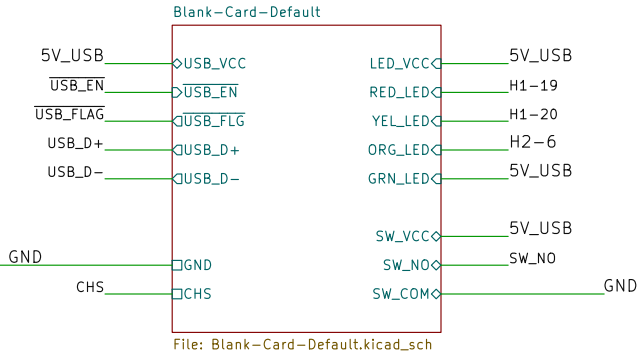 Blank-Card-Default
5V_USB USB_VCC LED_VCC 5V_USB
USB_EN USB_EN RED_LED H1-19
USB_FLAG USB_FLG YEL_LED H1-20
USB_D+ USB_D+ ORG_LED H2-6
USB_D- USB_D- GRN_LED 5V_USB
SW_VCC 5V_USB
GND GND SW_NO SW_NO
CHS CHS SW_COM GND
File: Blank-Card-Default.kicad_sch